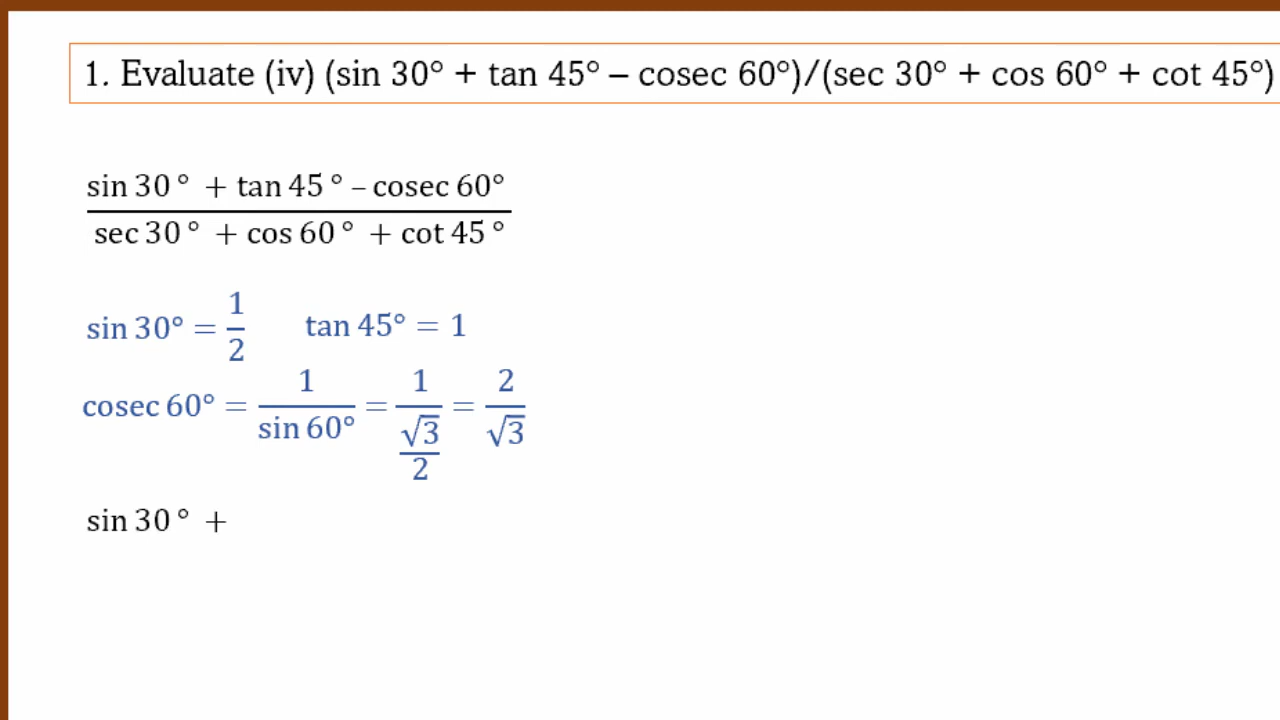 1. Evaluate (iv) (sin 30° + tan 45° – cosec 60°)/(sec 30° + cos 60° + cot 45°)
sin 30 ° + tan 45 ° – cosec 60°
sec 30 ° + cos 60 ° + cot 45 °
sin 30° = 1/2 tan 45° = 1
cosec 60° = 1/sin 60° = 1/(√3/2) = 2/√3
sin 30 ° +